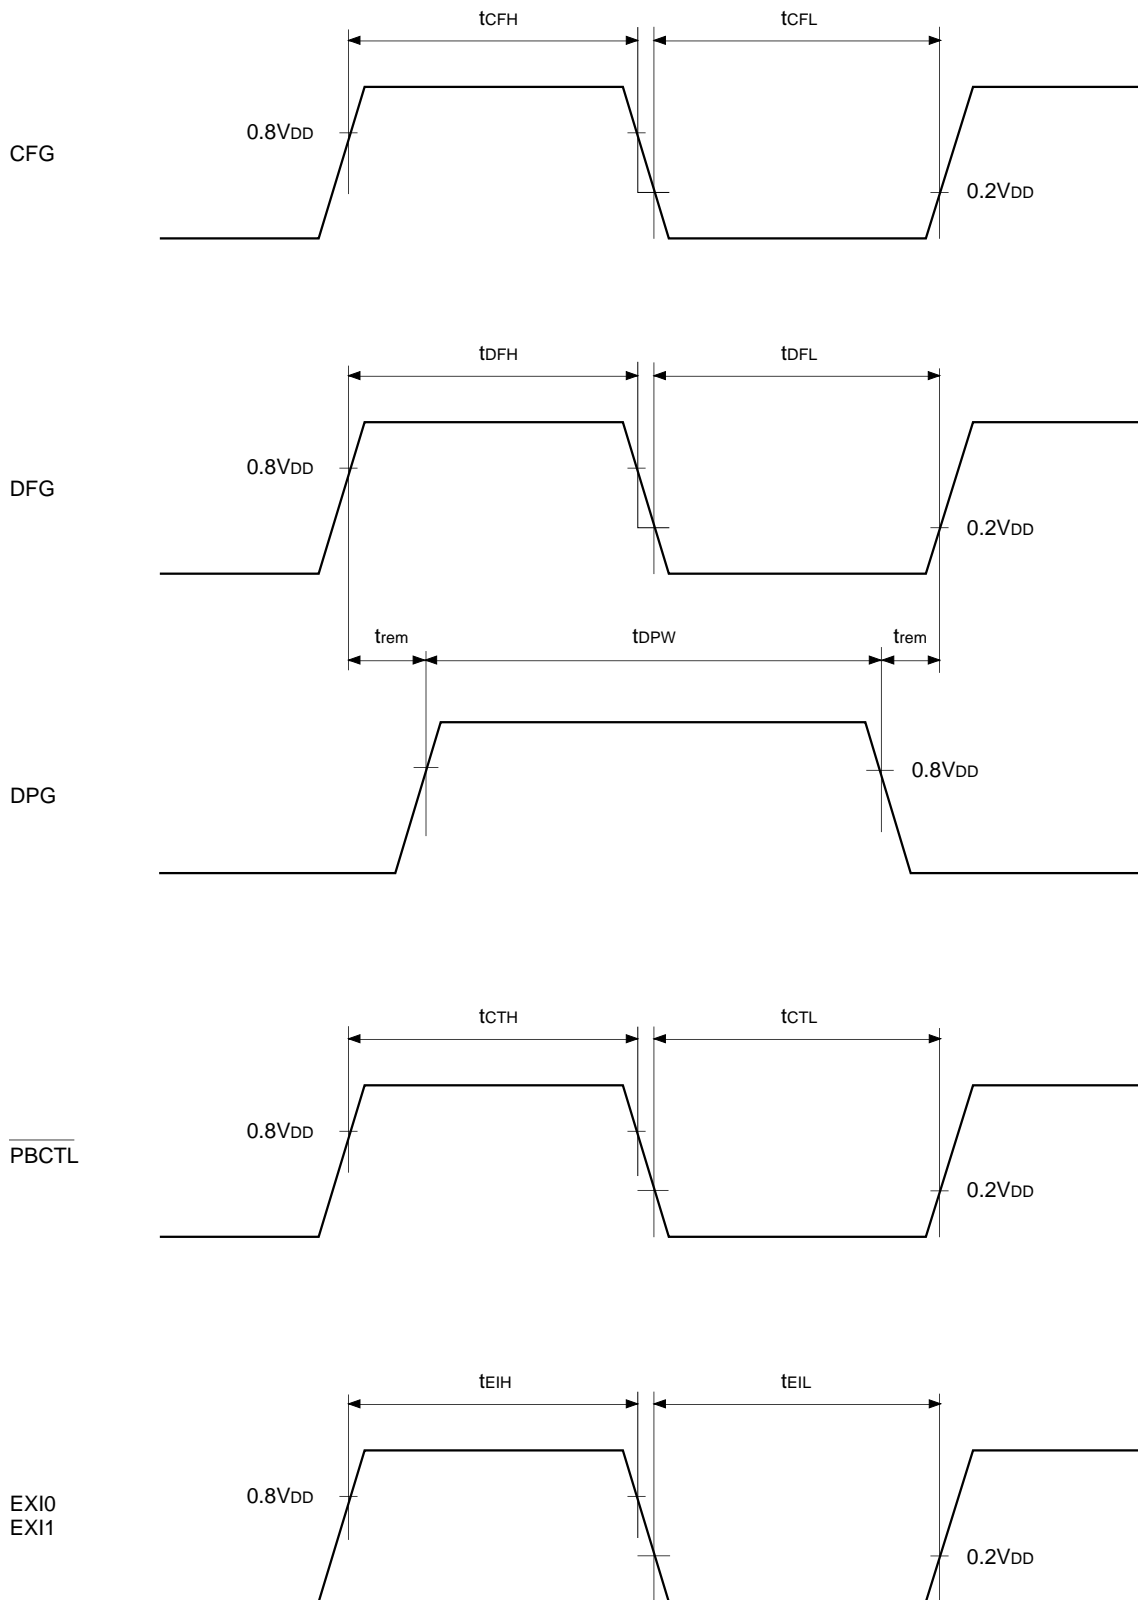 tCFH tCFL
0.8VDD
CFG
0.2VDD
tDFH tDFL
0.8VDD
DFG
0.2VDD
trem tDPW trem
0.8VDD
DPG
tCTH tCTL
0.8VDD
PBCTL
0.2VDD
tEIH tEIL
0.8VDD
EXI0
EXI1
0.2VDD